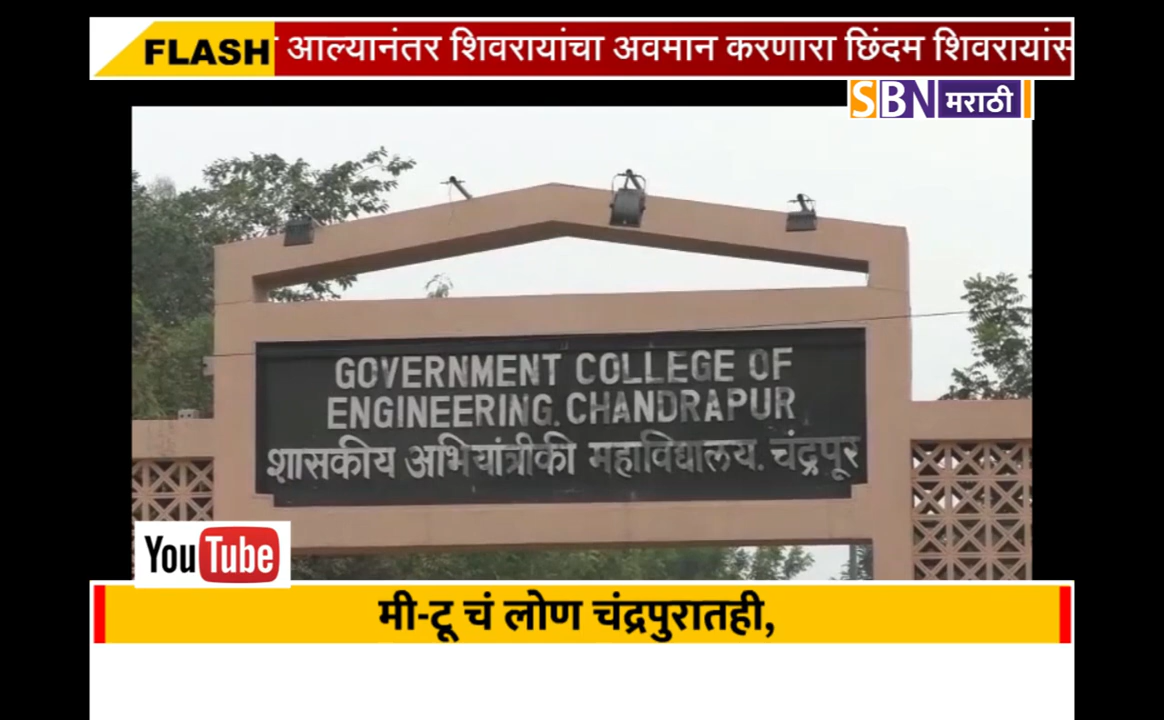 FLASH आल्यानंतर शिवरायांचा अवमान करणारा छिंदम
SBN मराठी
GOVERNMENT COLLEGE OF
ENGINEERING. CHANDRAPUR
शासकीय अभियांत्रीकी महाविद्यालय. चंद्रपूर
YouTube
मी-टू चं लोण चंद्रपुरातही,